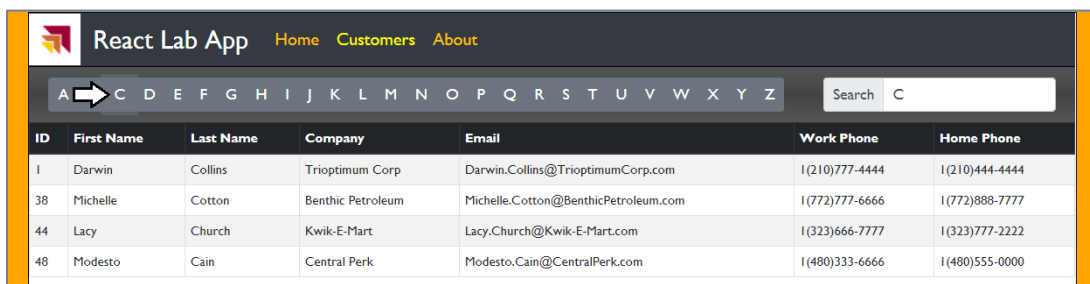 React Lab App Home Customers About
A C D E F G H I J K L M N O P Q R S T U V W X Y Z Search C
ID First Name Last Name Company Email Work Phone Home Phone
1 Darwin Collins Trioptimum Corp Darwin.Collins@TrioptimumCorp.com 1(210)777-4444 1(210)444-4444
38 Michelle Cotton Benthic Petroleum Michelle.Cotton@BenthicPetroleum.com 1(772)777-6666 1(772)888-7777
44 Lacy Church Kwik-E-Mart Lacy.Church@Kwik-E-Mart.com 1(323)666-7777 1(323)777-2222
48 Modesto Cain Central Perk Modesto.Cain@CentralPerk.com 1(480)333-6666 1(480)555-0000